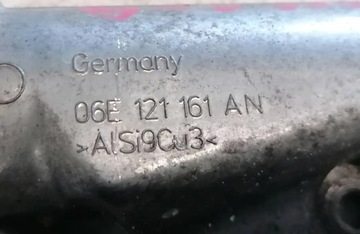 Germany
06E 121 161 AN
>AlSi9Cu3<